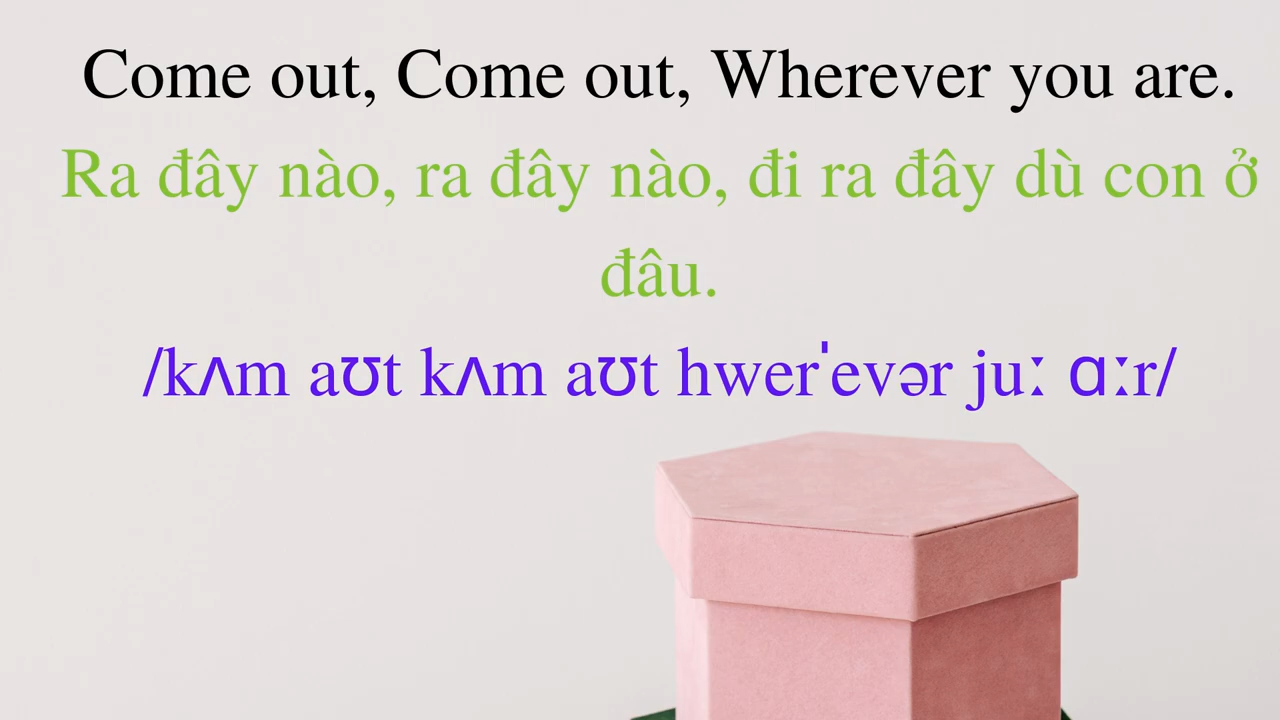 Come out, Come out, Wherever you are.
Ra đây nào, ra đây nào, đi ra đây dù con ở
đâu.
/kʌm aʊt kʌm aʊt hwerˈevər juː ɑːr/